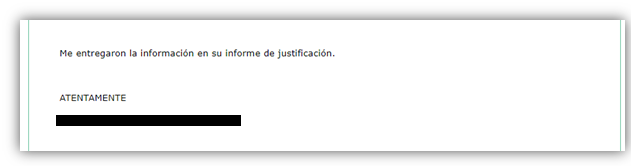 Me entregaron la información en su informe de justificación.
ATENTAMENTE